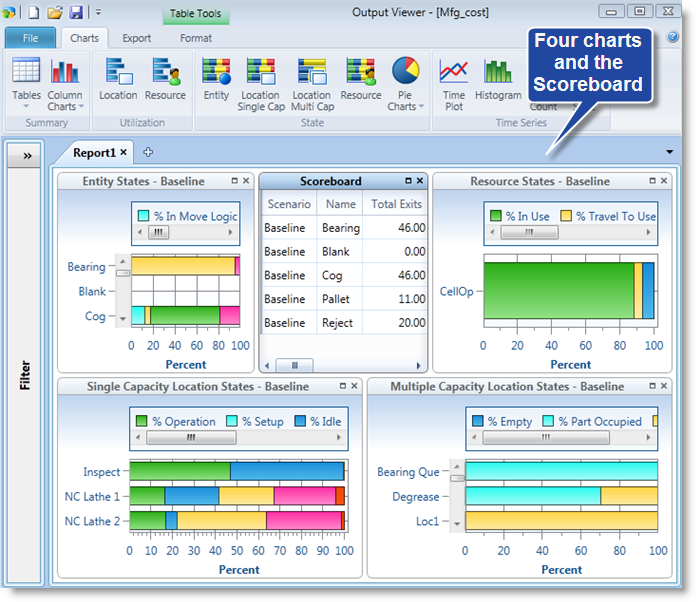 Table Tools
Output Viewer - [Mfg_cost]
File
Charts
Export
Format
Four charts
and the
Scoreboard
Tables
Column
Charts
Location
Resource
Entity
Location
Single Cap
Location
Multi Cap
Resource
Pie
Charts
Time
Plot
Histogram
Count
Summary
Utilization
State
Time Series
»
Report1 ×
Filter
Entity States - Baseline
% In Move Logic
Bearing
Blank
Cog
0 20 40 60 80 100
Percent
Scoreboard
Scenario Name Total Exits
Baseline Bearing 46.00
Baseline Blank 0.00
Baseline Cog 46.00
Baseline Pallet 11.00
Baseline Reject 20.00
Resource States - Baseline
% In Use % Travel To Use
CellOp
0 20 40 60 80 100
Percent
Single Capacity Location States - Baseline
% Operation % Setup % Idle
Inspect
NC Lathe 1
NC Lathe 2
0 10 20 30 40 50 60 70 80 90 100
Percent
Multiple Capacity Location States - Baseline
% Empty % Part Occupied
Bearing Que
Degrease
Loc1
0 20 40 60 80 100
Percent